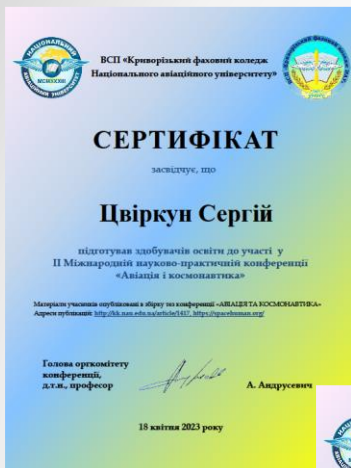 ВСП «Криворізький фаховий коледж
Національного авіаційного університету»
СЕРТИФІКАТ
засвідчує, що
Цвіркун Сергій
підготував здобувачів освіти до участі у
ІІ Міжнародній науково-практичній конференції
«Авіація і космонавтика»
Матеріали учасників опубліковані в збірку тез конференції «АВІАЦІЯ ТА КОСМОНАВТИКА»
Адреси публікацій: http://kk.nau.edu.ua/article/1417, https://spacehuman.org/
Голова оргкомітету
конференції,
д.т.н., професор
А. Андрусевич
18 квітня 2023 року